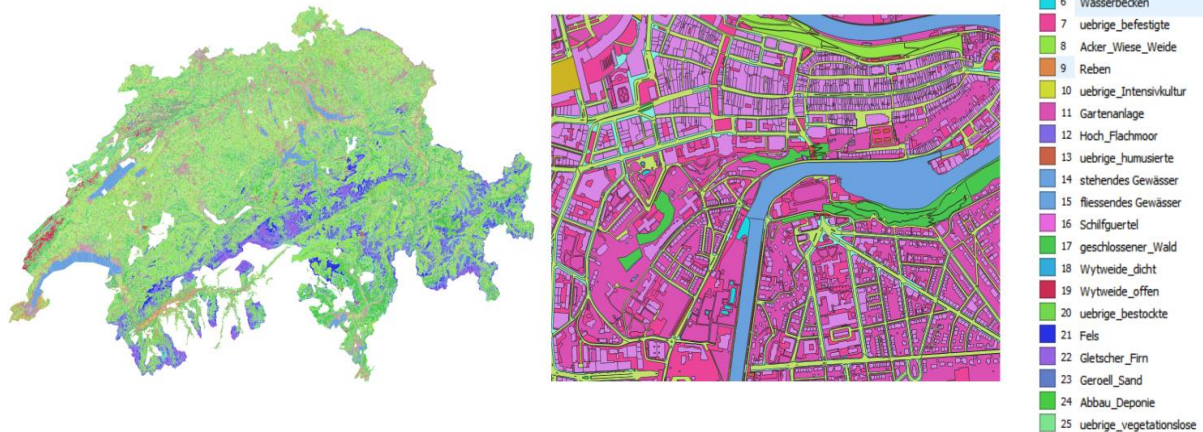 6 Wasserbecken
7 uebrige_befestigte
8 Acker_Wiese_Weide
9 Reben
10 uebrige_Intensivkultur
11 Gartenanlage
12 Hoch_Flachmoor
13 uebrige_humusierte
14 stehendes Gewässer
15 fliessendes Gewässer
16 Schilfguertel
17 geschlossener_Wald
18 Wytweide_dicht
19 Wytweide_offen
20 uebrige_bestockte
21 Fels
22 Gletscher_Firn
23 Geroell_Sand
24 Abbau_Deponie
25 uebrige_vegetationslose